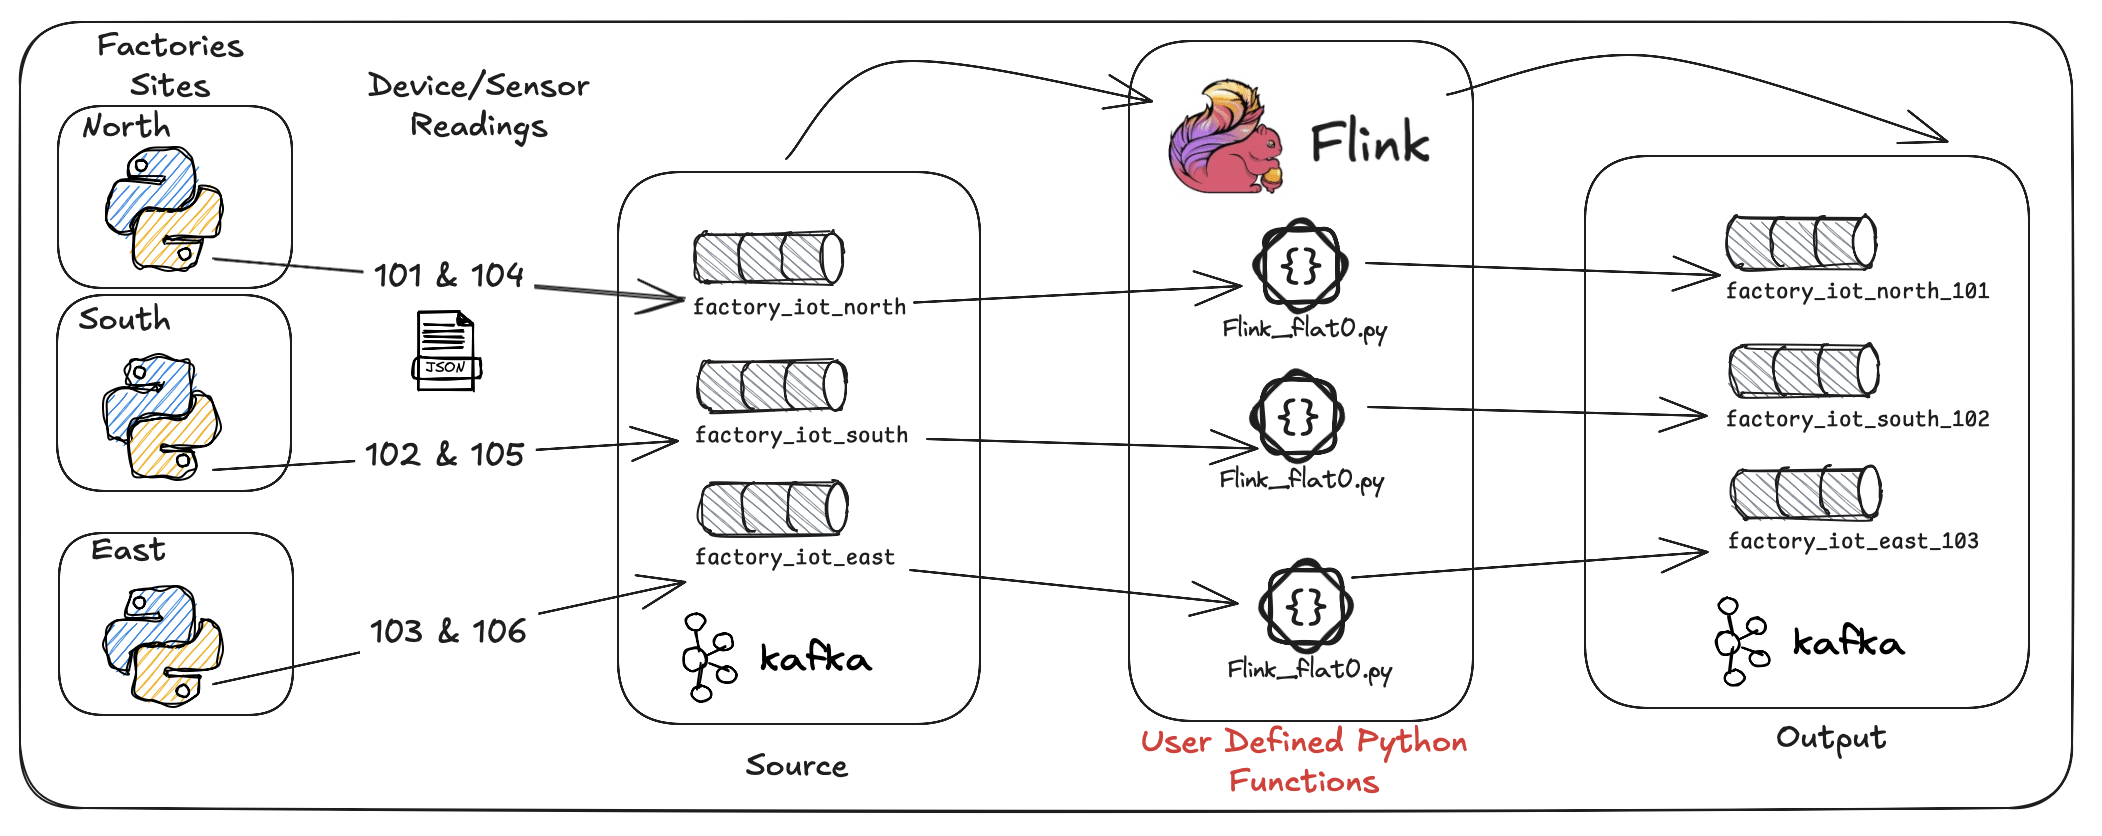 Factories
Sites
North
Device/Sensor
Readings
101 & 104
JSON
South
102 & 105
East
103 & 106
factory_iot_north
factory_iot_south
factory_iot_east
kafka
Source
Flink
Flink_flat0.py
Flink_flat0.py
Flink_flat0.py
User Defined Python
Functions
factory_iot_north_101
factory_iot_south_102
factory_iot_east_103
kafka
Output